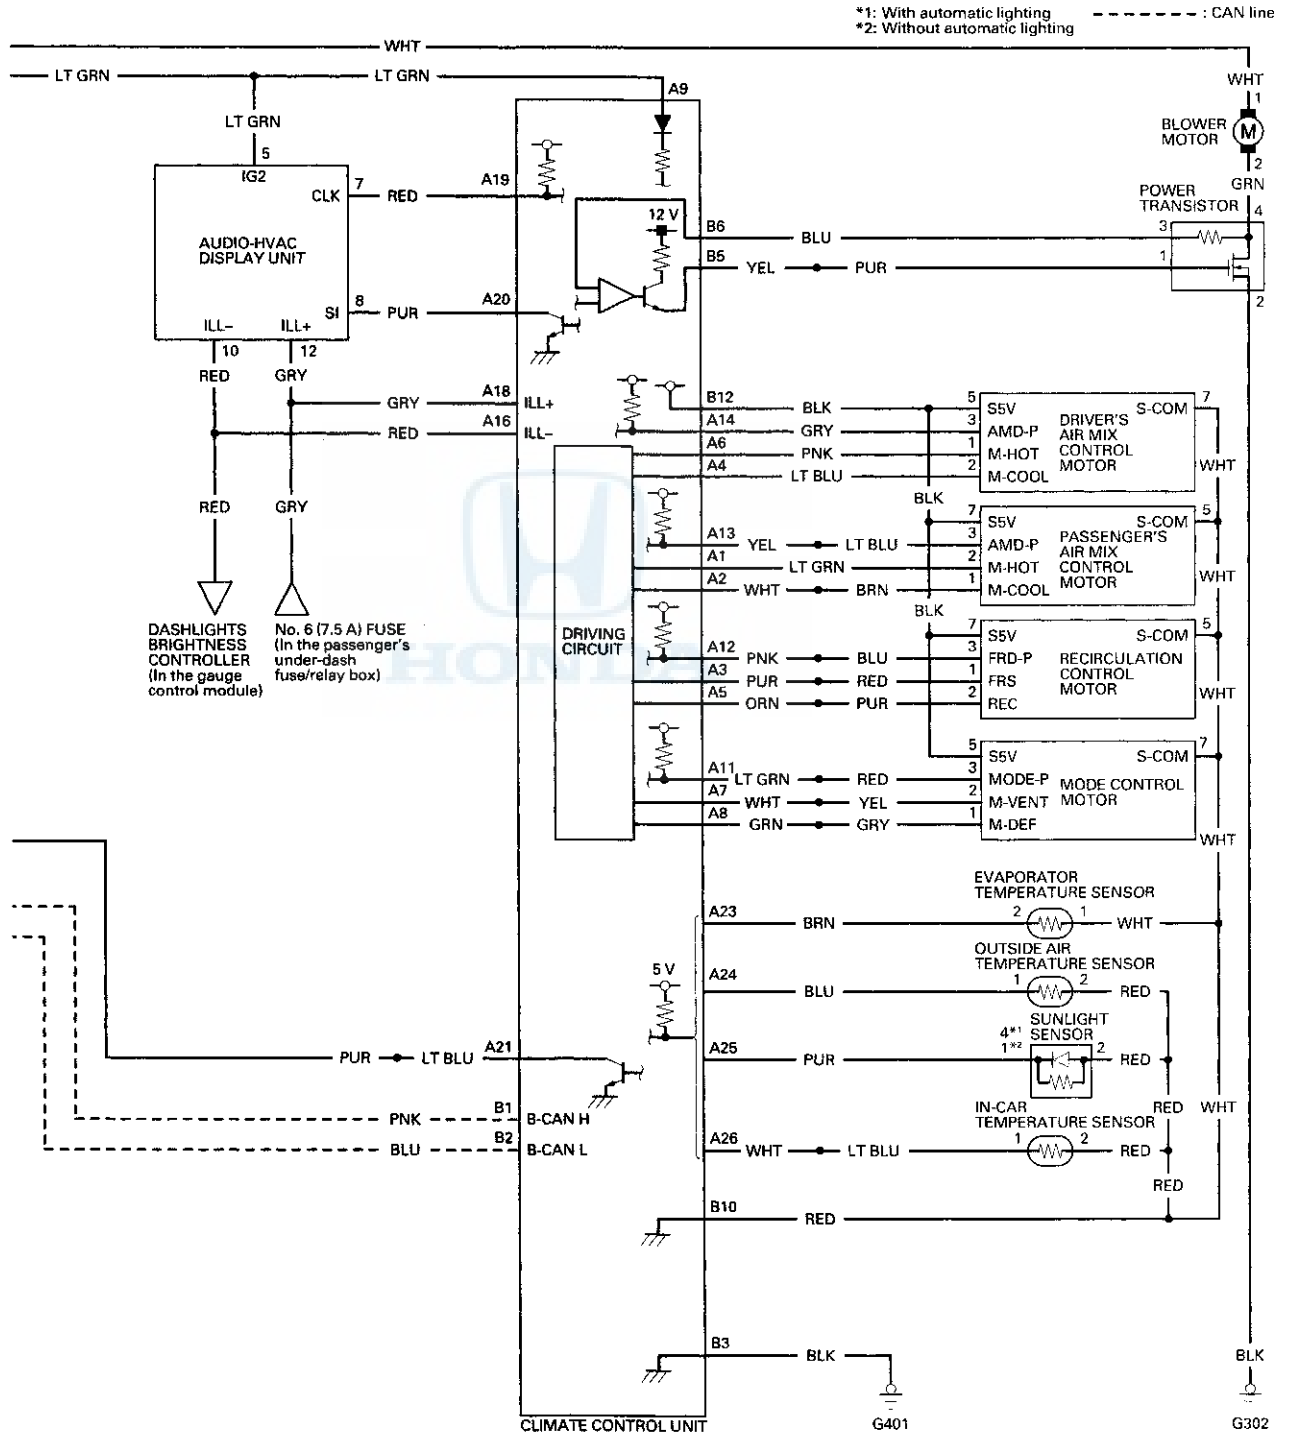 *1: With automatic lighting
*2: Without automatic lighting
: CAN line
WHT
LT GRN
LT GRN
A9
WHT
1
BLOWER
MOTOR
M
2
GRN
LT GRN
5
IG2
CLK
7
RED
A19
AUDIO-HVAC
DISPLAY UNIT
SI
8
PUR
A20
ILL–
ILL+
10
12
12 V
B6
BLU
B5
YEL
PUR
POWER
TRANSISTOR
4
3
1
2
RED
GRY
GRY
A18
ILL+
RED
A16
ILL–
RED
GRY
DASHLIGHTS
BRIGHTNESS
CONTROLLER
(In the gauge
control module)
No. 6 (7.5 A) FUSE
(In the passenger's
under-dash
fuse/relay box)
HONDA
DRIVING
CIRCUIT
B12
BLK
5
S5V
S-COM
7
A14
GRY
3
AMD-P
A6
PNK
1
M-HOT
A4
LT BLU
2
M-COOL
DRIVER'S
AIR MIX
CONTROL
MOTOR
WHT
BLK
7
S5V
S-COM
5
A13
YEL
LT BLU
3
AMD-P
A1
LT GRN
2
M-HOT
A2
WHT
BRN
1
M-COOL
PASSENGER'S
AIR MIX
CONTROL
MOTOR
WHT
BLK
7
S5V
S-COM
5
A12
PNK
BLU
3
FRD-P
A3
PUR
RED
1
FRS
A5
ORN
PUR
2
REC
RECIRCULATION
CONTROL
MOTOR
WHT
5
S5V
S-COM
7
A11
LT GRN
RED
3
MODE-P
A7
WHT
YEL
2
M-VENT
A8
GRN
GRY
1
M-DEF
MODE CONTROL
MOTOR
WHT
EVAPORATOR
TEMPERATURE SENSOR
A23
BRN
2
1
WHT
OUTSIDE AIR
TEMPERATURE SENSOR
5 V
A24
BLU
1
2
RED
SUNLIGHT
SENSOR
4*1
1*2
A25
PUR
2
RED
PUR
LT BLU
A21
IN-CAR
TEMPERATURE SENSOR
RED
WHT
PNK
B1
B-CAN H
BLU
B2
B-CAN L
A26
WHT
LT BLU
1
2
RED
RED
B10
RED
B3
BLK
BLK
CLIMATE CONTROL UNIT
G401
G302